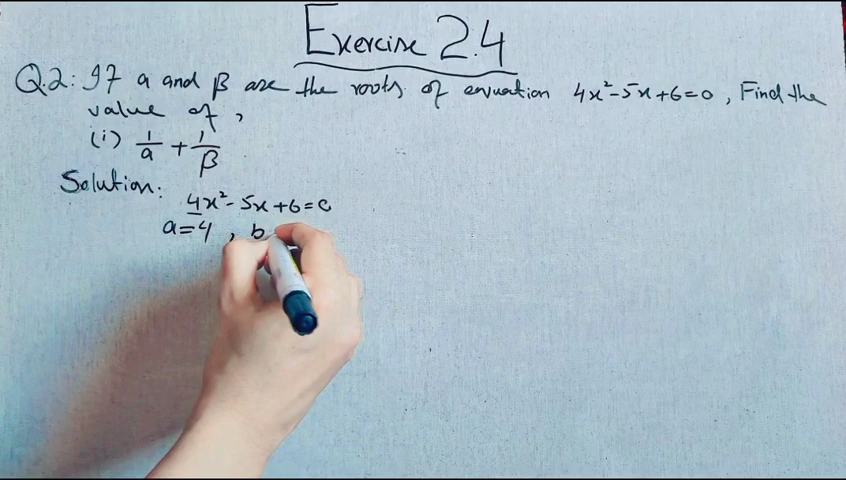 Exercise 2.4
Q.2: If α and β are the roots of equation 4x²-5x+6=0, Find the
value of,
(i) 1/α + 1/β
Solution:
4x²-5x+6=0
a=4, b